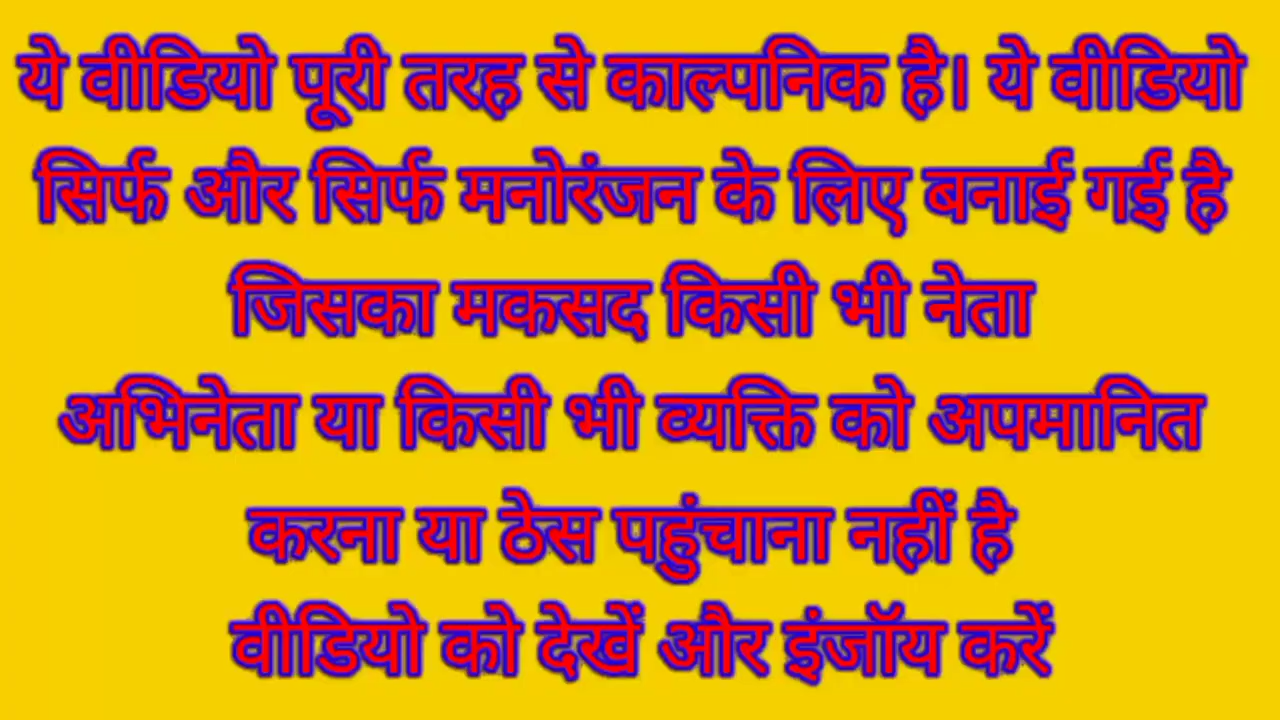 ये वीडियो पूरी तरह से काल्पनिक है। ये वीडियो
सिर्फ और सिर्फ मनोरंजन के लिए बनाई गई है
जिसका मकसद किसी भी नेता
अभिनेता या किसी भी व्यक्ति को अपमानित
करना या ठेस पहुंचाना नहीं है
वीडियो को देखें और इंजॉय करें